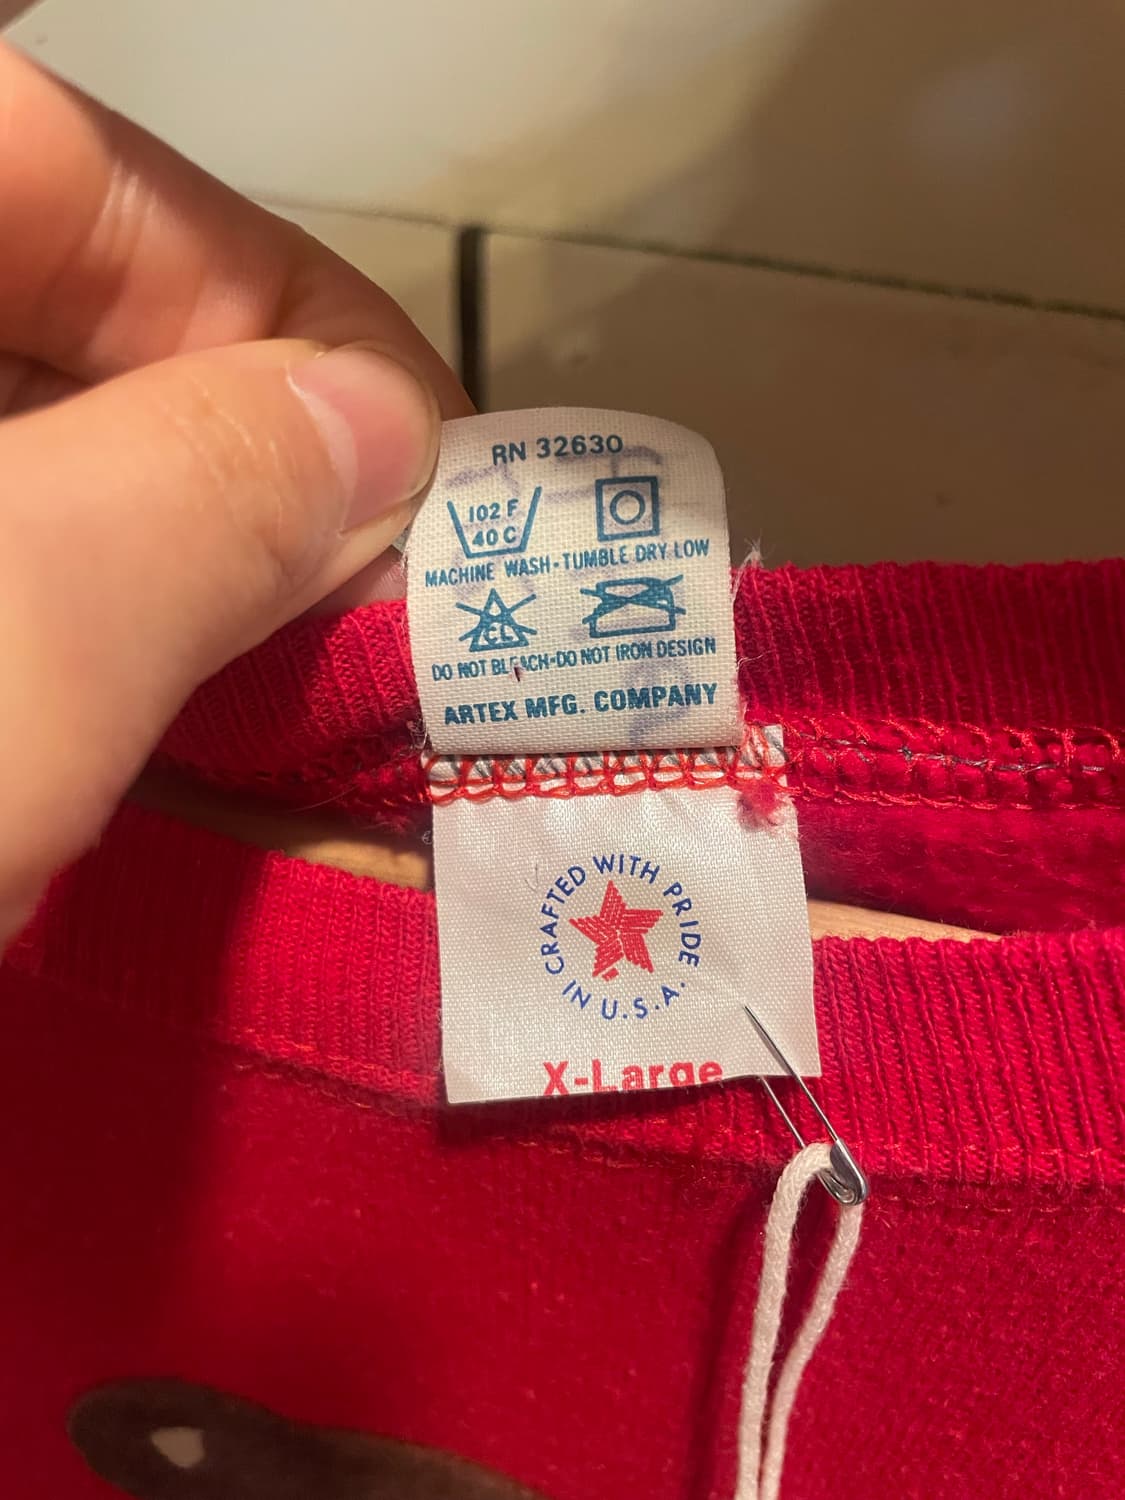 RN 32630
102 F
40 C
MACHINE WASH-TUMBLE DRY LOW
CL
DO NOT BLEACH-DO NOT IRON DESIGN
ARTEX MFG. COMPANY
CRAFTED WITH PRIDE
IN U.S.A.
X-Large